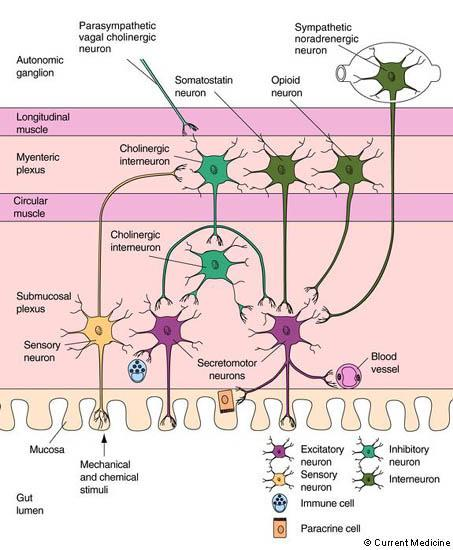 Parasympathetic
vagal cholinergic
neuron
Sympathetic
noradrenergic
neuron
Autonomic
ganglion
Somatostatin
neuron
Opioid
neuron
Longitudinal
muscle
Myenteric
plexus
Cholinergic
interneuron
Circular
muscle
Cholinergic
interneuron
Submucosal
plexus
Sensory
neuron
Secretomotor
neurons
Blood
vessel
Mucosa
Mechanical
and chemical
stimuli
Gut
lumen
Excitatory
neuron
Inhibitory
neuron
Sensory
neuron
Interneuron
Immune cell
Paracrine cell
© Current Medicine